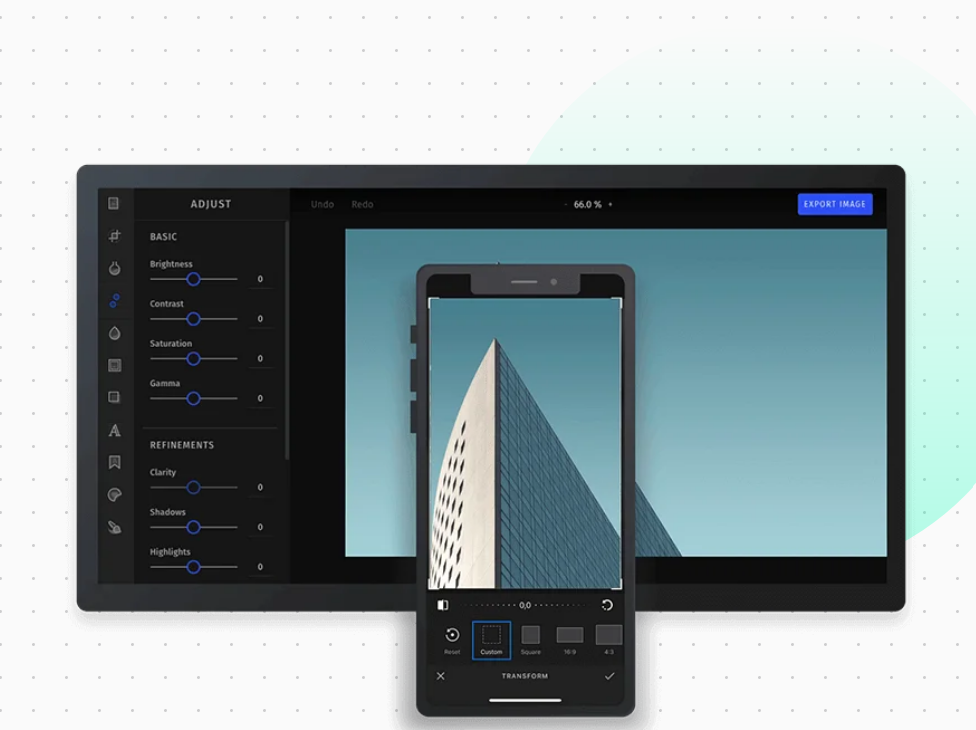 ADJUST
Undo Redo
- 66.0 % +
EXPORT IMAGE
BASIC
Brightness
0
Contrast
0
Saturation
0
Gamma
0
REFINEMENTS
Clarity
0
Shadows
0
Highlights
0
0,0
Reset Custom Square 16:9 4:3
TRANSFORM